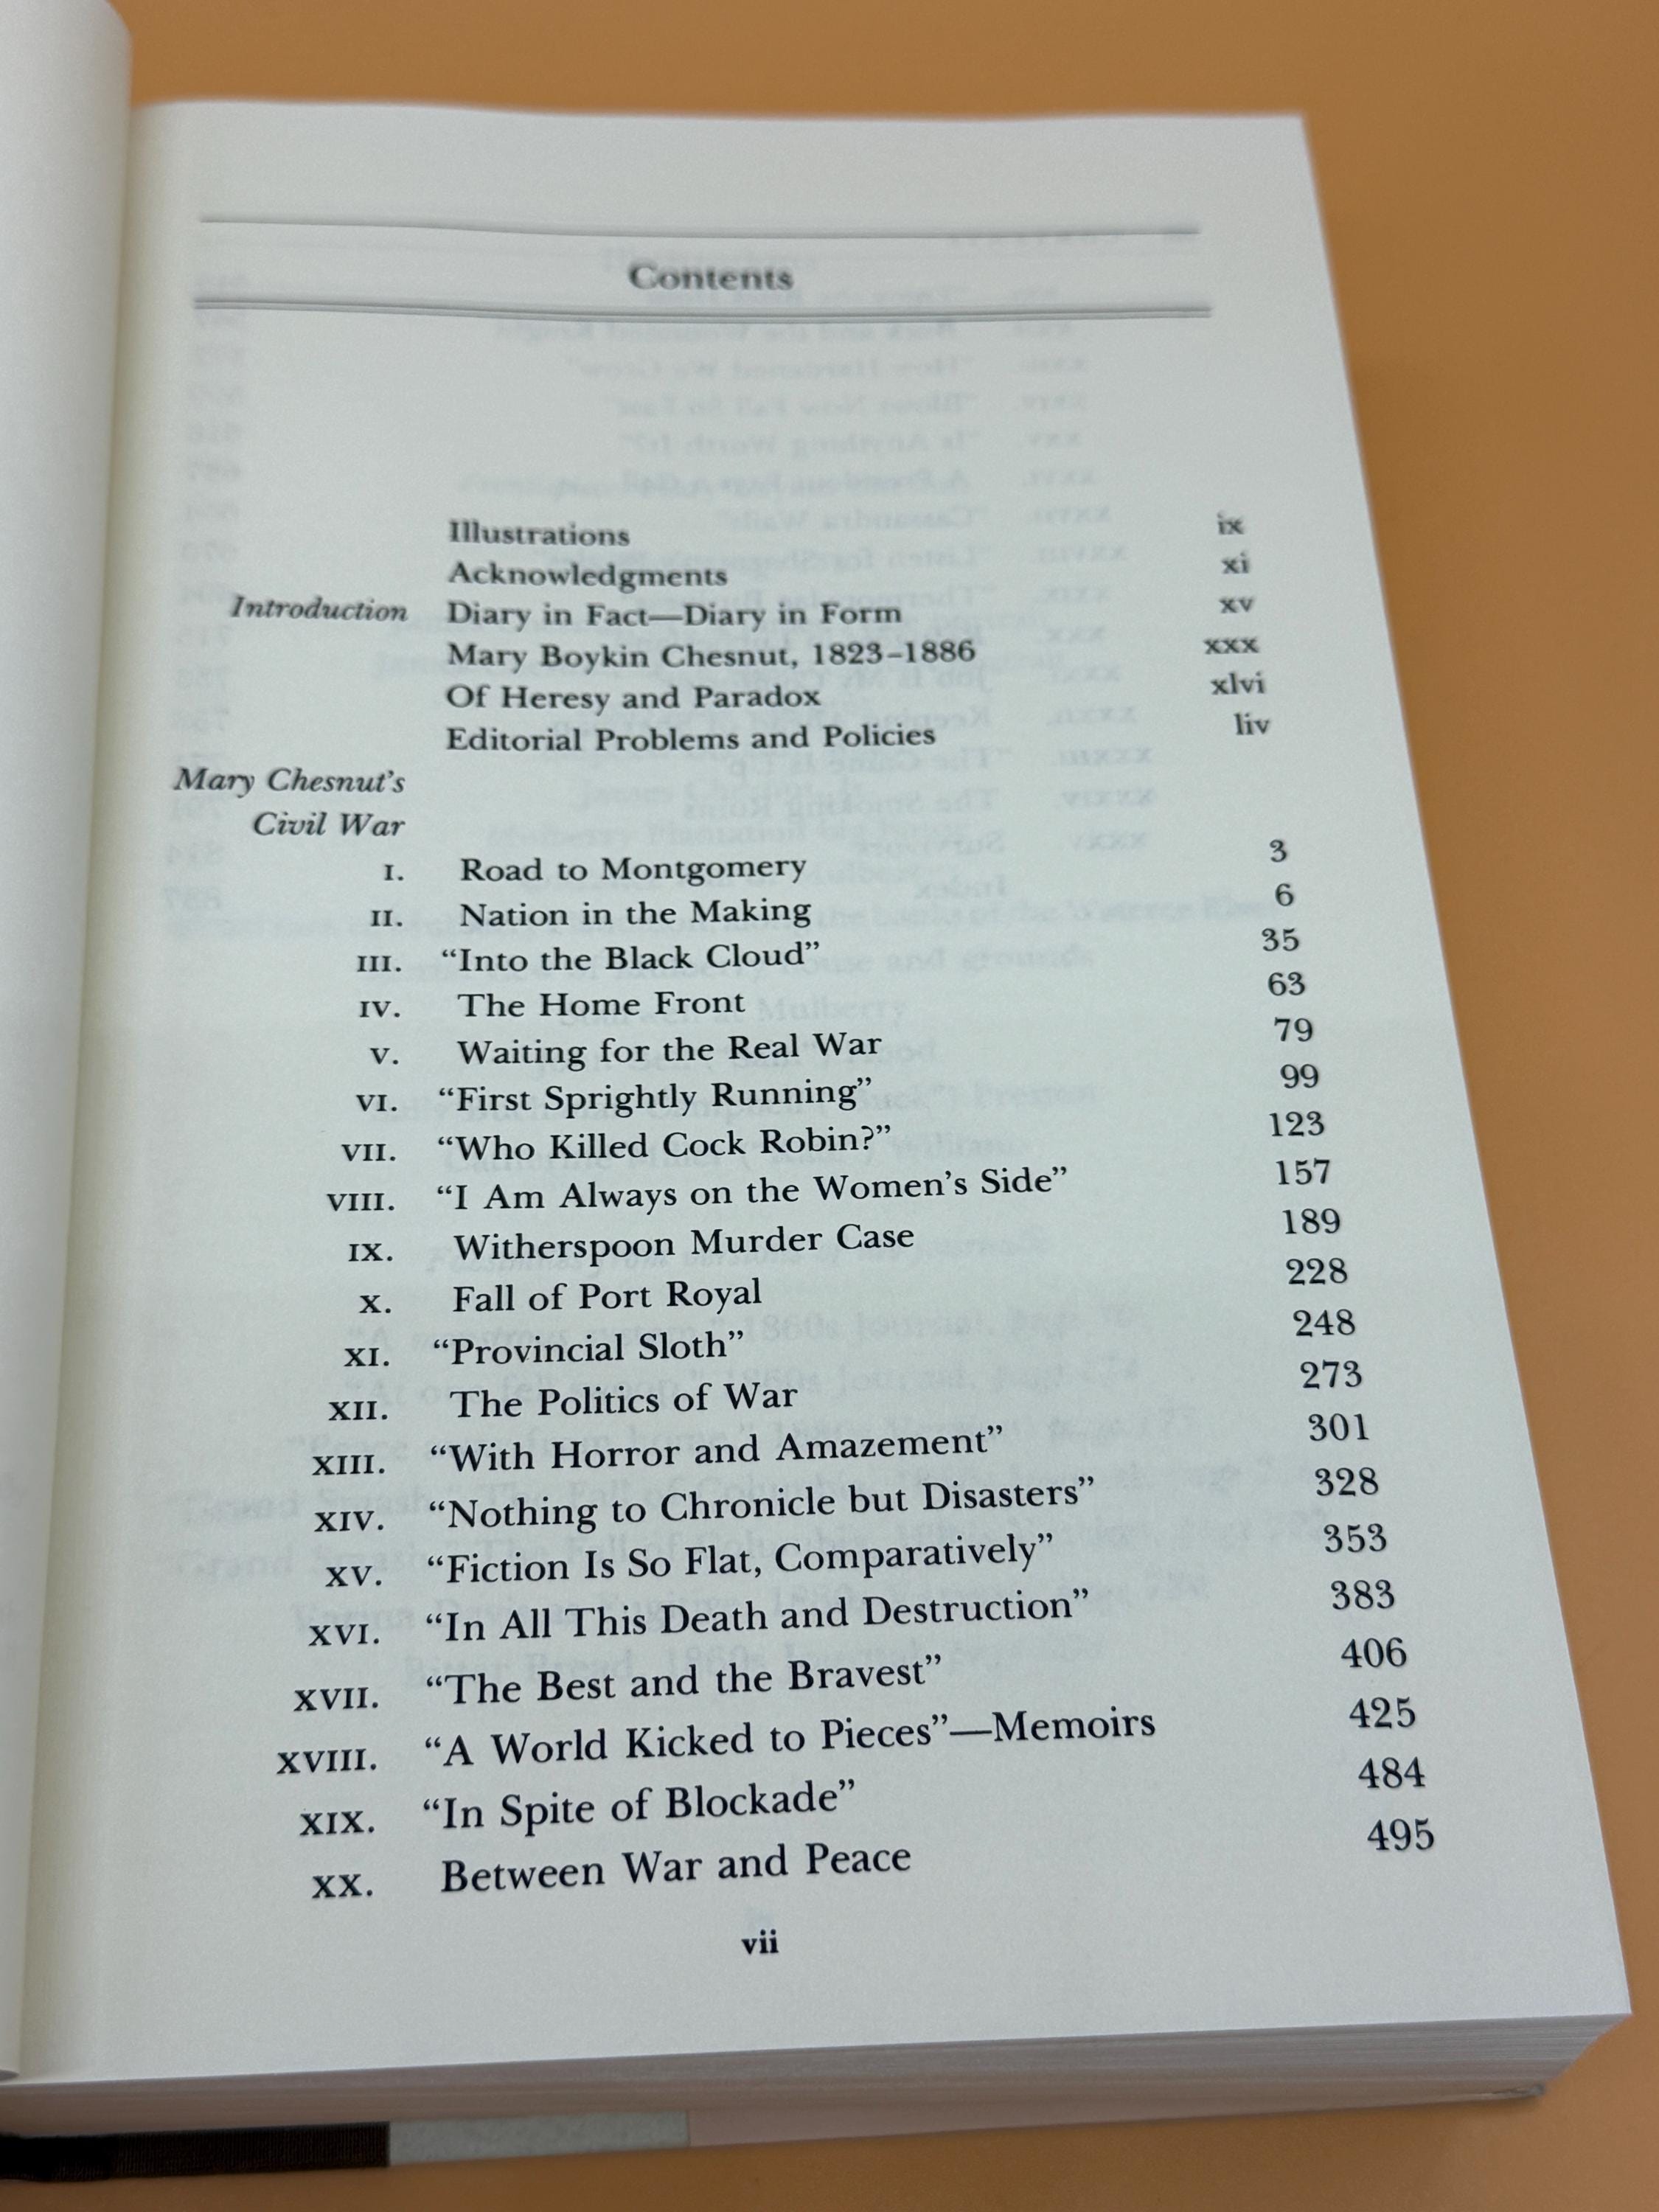 Contents
Illustrations ix
Acknowledgments xi
Introduction Diary in Fact—Diary in Form xv
Mary Boykin Chesnut, 1823–1886 xxx
Of Heresy and Paradox xlvi
Editorial Problems and Policies liv
Mary Chesnut's
Civil War
I. Road to Montgomery 3
II. Nation in the Making 6
III. “Into the Black Cloud” 35
IV. The Home Front 63
V. Waiting for the Real War 79
VI. “First Sprightly Running” 99
VII. “Who Killed Cock Robin?” 123
VIII. “I Am Always on the Women's Side” 157
IX. Witherspoon Murder Case 189
X. Fall of Port Royal 228
XI. “Provincial Sloth” 248
XII. The Politics of War 273
XIII. “With Horror and Amazement” 301
XIV. “Nothing to Chronicle but Disasters” 328
XV. “Fiction Is So Flat, Comparatively” 353
XVI. “In All This Death and Destruction” 383
XVII. “The Best and the Bravest” 406
XVIII. “A World Kicked to Pieces”—Memoirs 425
XIX. “In Spite of Blockade” 484
XX. Between War and Peace 495
vii